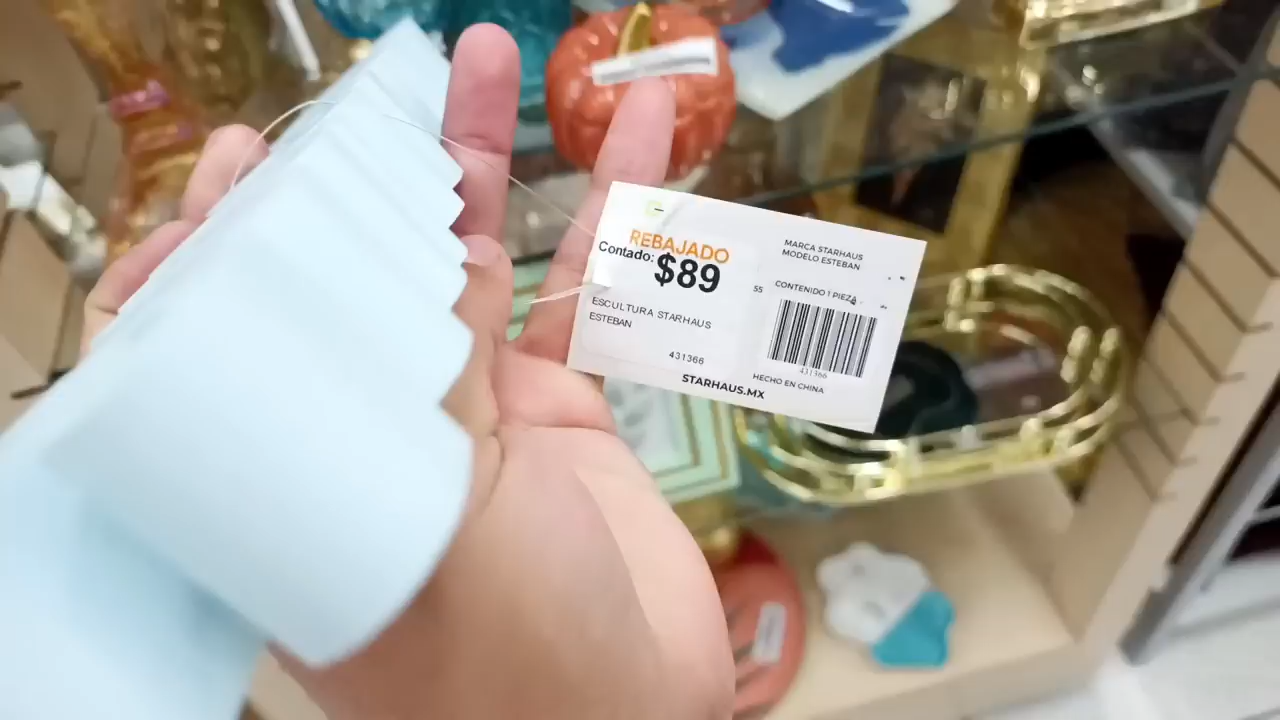 REBAJADO
Contado: $89
ESCULTURA STARHAUS
ESTEBAN
431366
MARCA STARHAUS
MODELO ESTEBAN
55
CONTENIDO 1 PIEZA
431366
HECHO EN CHINA
STARHAUS.MX